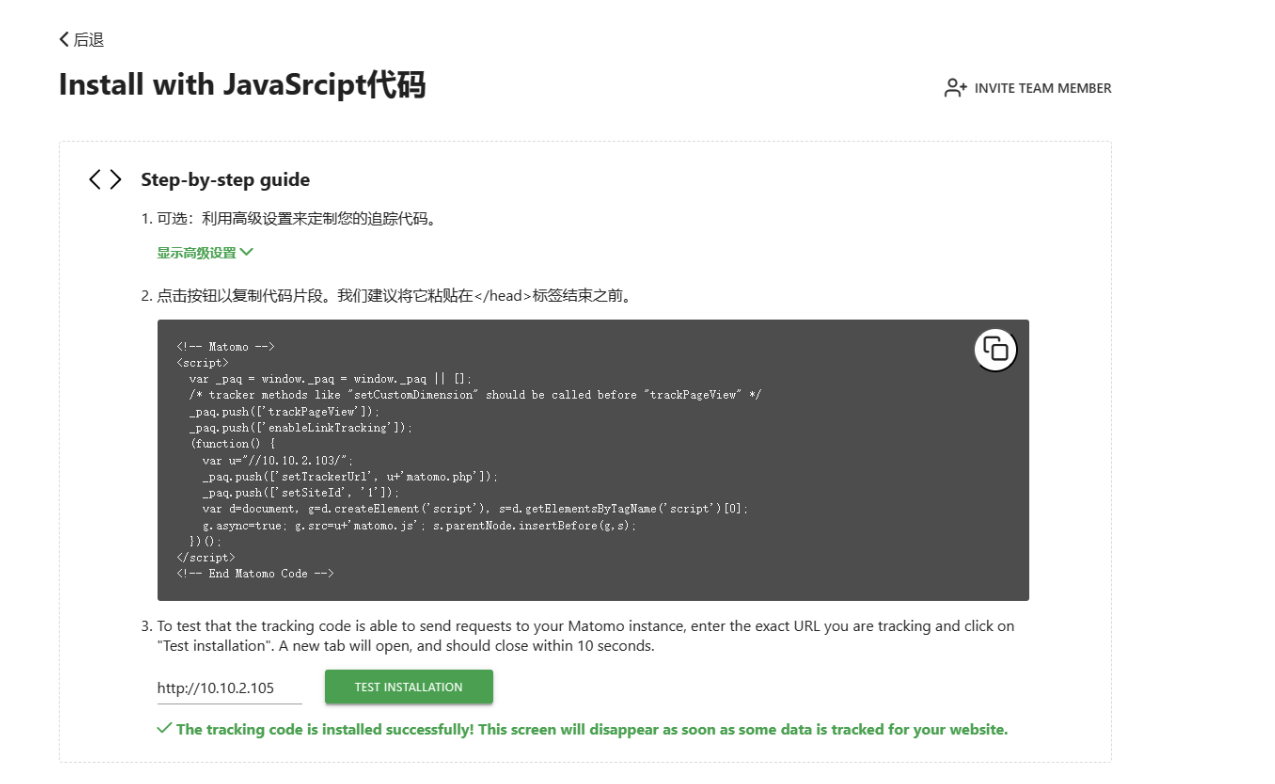 后退
Install with JavaSrcipt代码
INVITE TEAM MEMBER
Step-by-step guide
1. 可选：利用高级设置来定制您的追踪代码。
显示高级设置
2. 点击按钮以复制代码片段。我们建议将它粘贴在</head>标签结束之前。
<!-- Matomo -->
<script>
  var _paq = window._paq = window._paq || [];
  /* tracker methods like "setCustomDimension" should be called before "trackPageView" */
  _paq.push(['trackPageView']);
  _paq.push(['enableLinkTracking']);
  (function() {
    var u="//10.10.2.103/";
    _paq.push(['setTrackerUrl', u+'matomo.php']);
    _paq.push(['setSiteId', '1']);
    var d=document, g=d.createElement('script'), s=d.getElementsByTagName('script')[0];
    g.async=true; g.src=u+'matomo.js'; s.parentNode.insertBefore(g,s);
  })();
</script>
<!-- End Matomo Code -->
3. To test that the tracking code is able to send requests to your Matomo instance, enter the exact URL you are tracking and click on
"Test installation". A new tab will open, and should close within 10 seconds.
http://10.10.2.105
TEST INSTALLATION
The tracking code is installed successfully! This screen will disappear as soon as some data is tracked for your website.